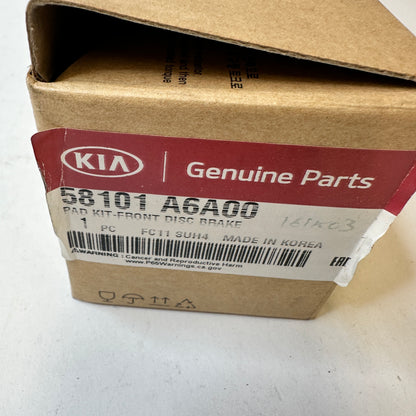 KIA Genuine Parts
58101 A6A00
PAD KIT-FRONT DISC BRAKE
1 PC FC11 SUH4 MADE IN KOREA
WARNING : Cancer and Reproductive Harm
www.P65Warnings.ca.gov
EAC